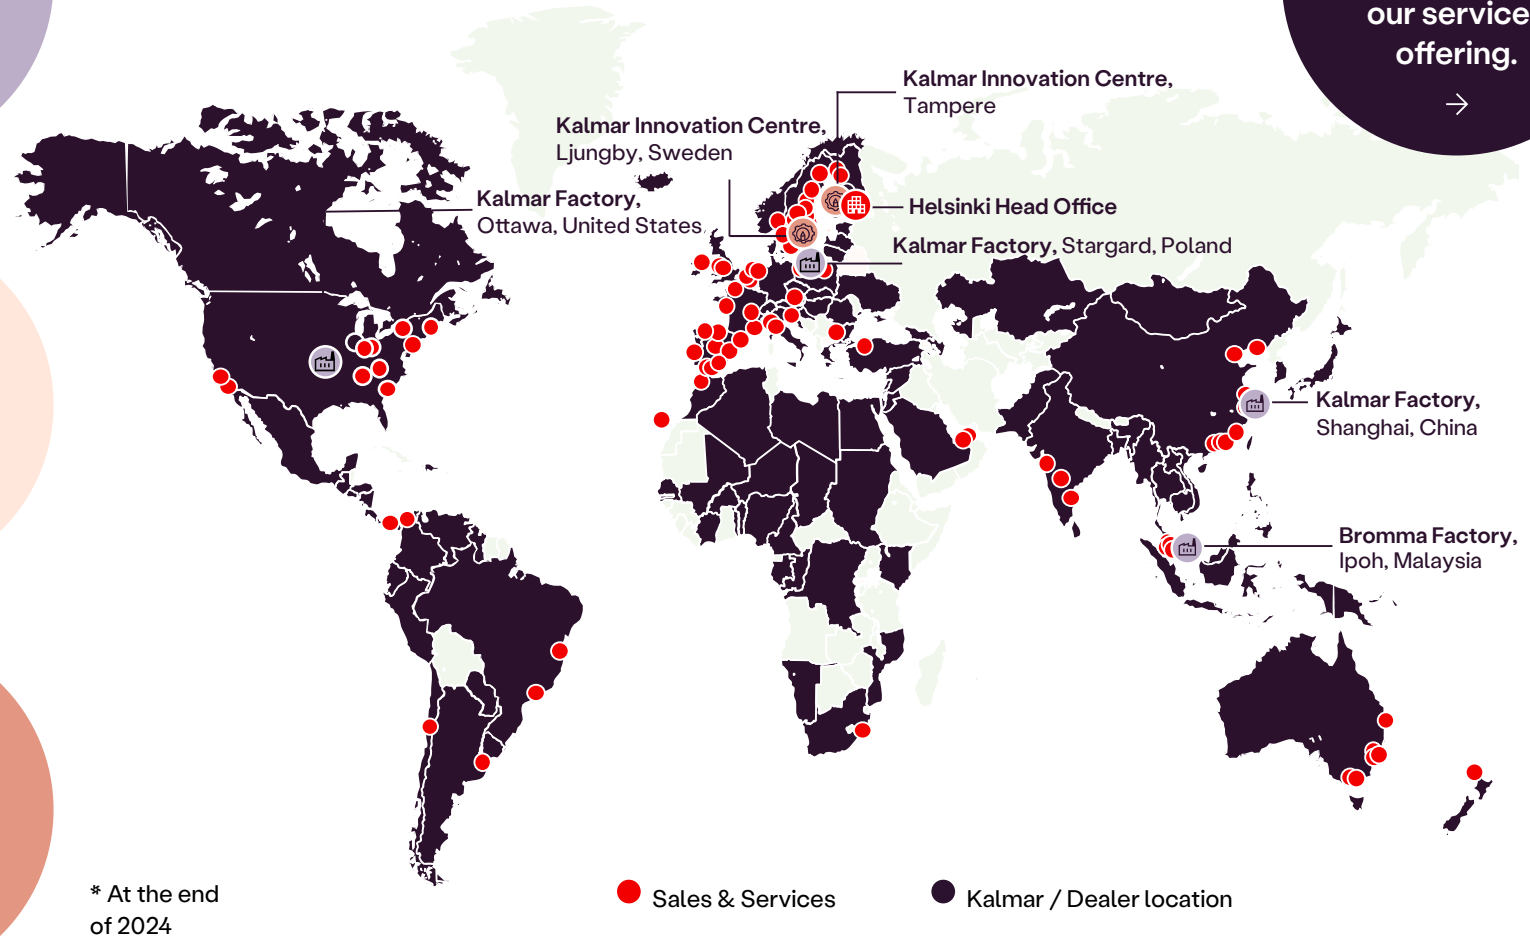 our service
offering.
Kalmar Innovation Centre,
Tampere
Kalmar Innovation Centre,
Ljungby, Sweden
Kalmar Factory,
Ottawa, United States
Helsinki Head Office
Kalmar Factory, Stargard, Poland
Kalmar Factory,
Shanghai, China
Bromma Factory,
Ipoh, Malaysia
* At the end
of 2024
Sales & Services
Kalmar / Dealer location